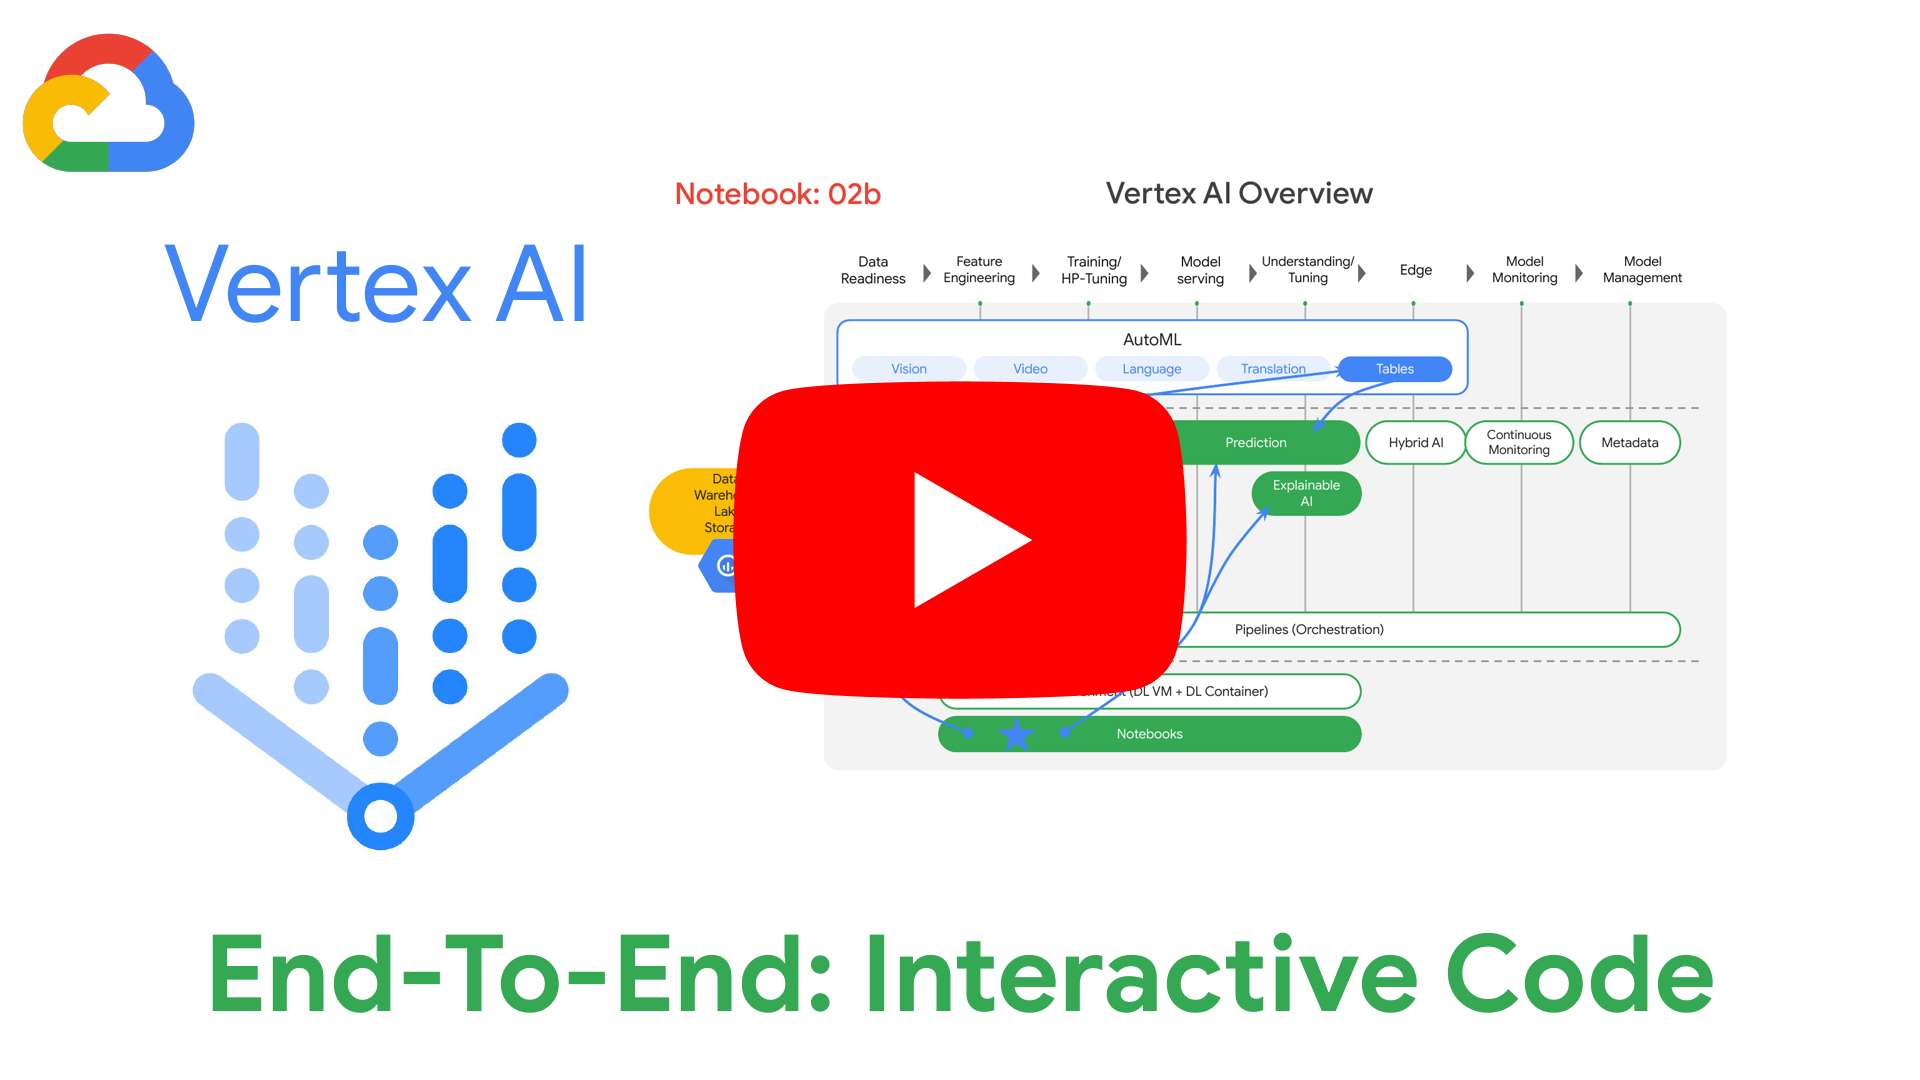 Notebook: 02b
Vertex AI Overview
Vertex AI
Data
Readiness
Feature
Engineering
Training/
HP-Tuning
Model
serving
Understanding/
Tuning
Edge
Model
Monitoring
Model
Management
AutoML
Vision
Video
Language
Translation
Tables
Prediction
Hybrid AI
Continuous
Monitoring
Metadata
Explainable
AI
Data
Pipelines (Orchestration)
(DL VM + DL Container)
Notebooks
End-To-End: Interactive Code